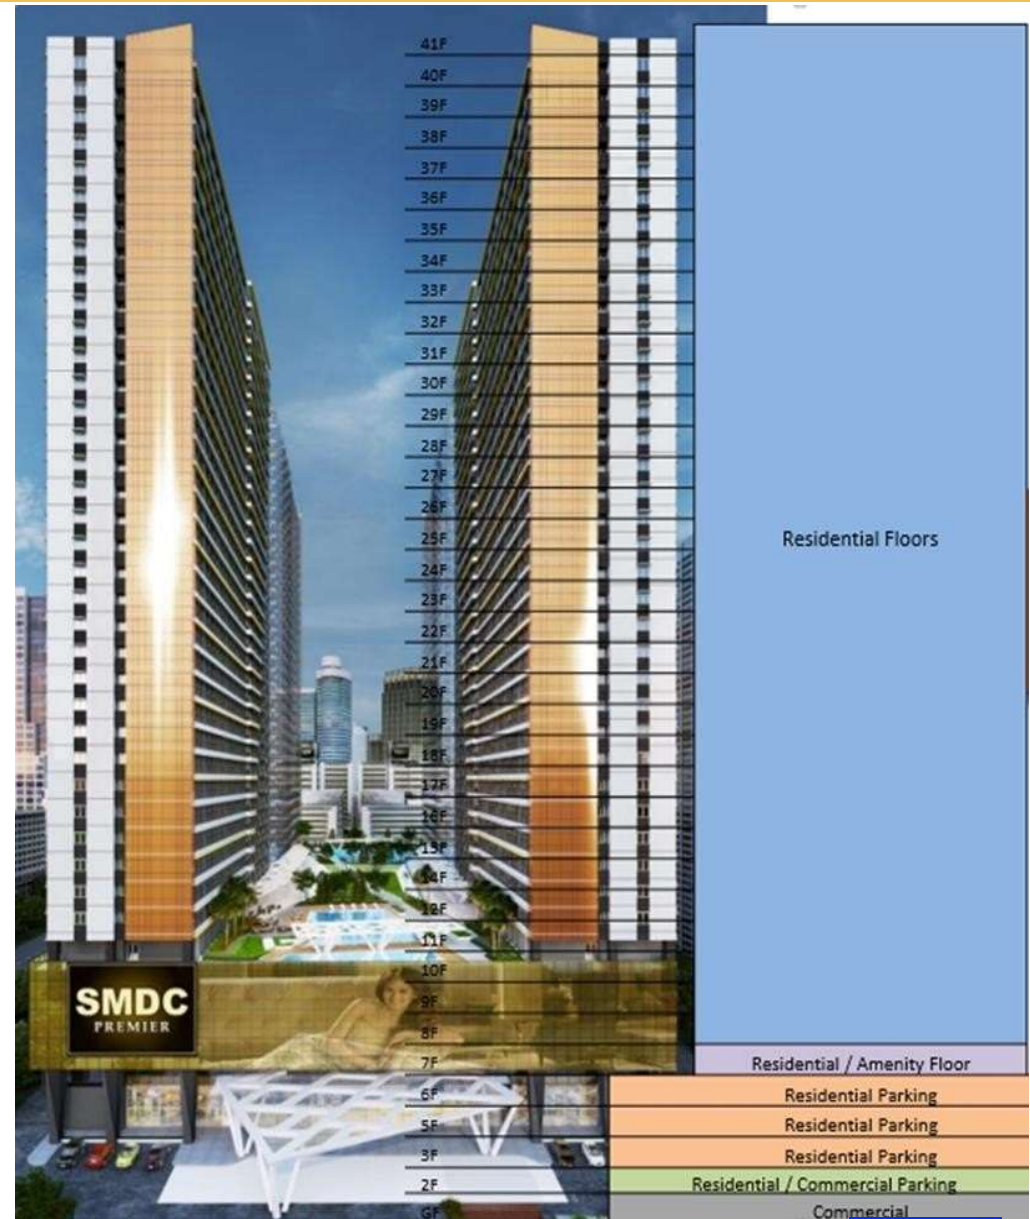 41F
40F
39F
38F
37F
36F
35F
34F
33F
32F
31F
30F
29F
28F
27F
26F
25F
Residential Floors
24F
23F
22F
21F
20F
19F
18F
17F
16F
15F
14F
12F
11F
10F
SMDC
PREMIER
9F
8F
7F
Residential / Amenity Floor
6F
Residential Parking
5F
Residential Parking
3F
Residential Parking
2F
Residential / Commercial Parking
GF
Commercial